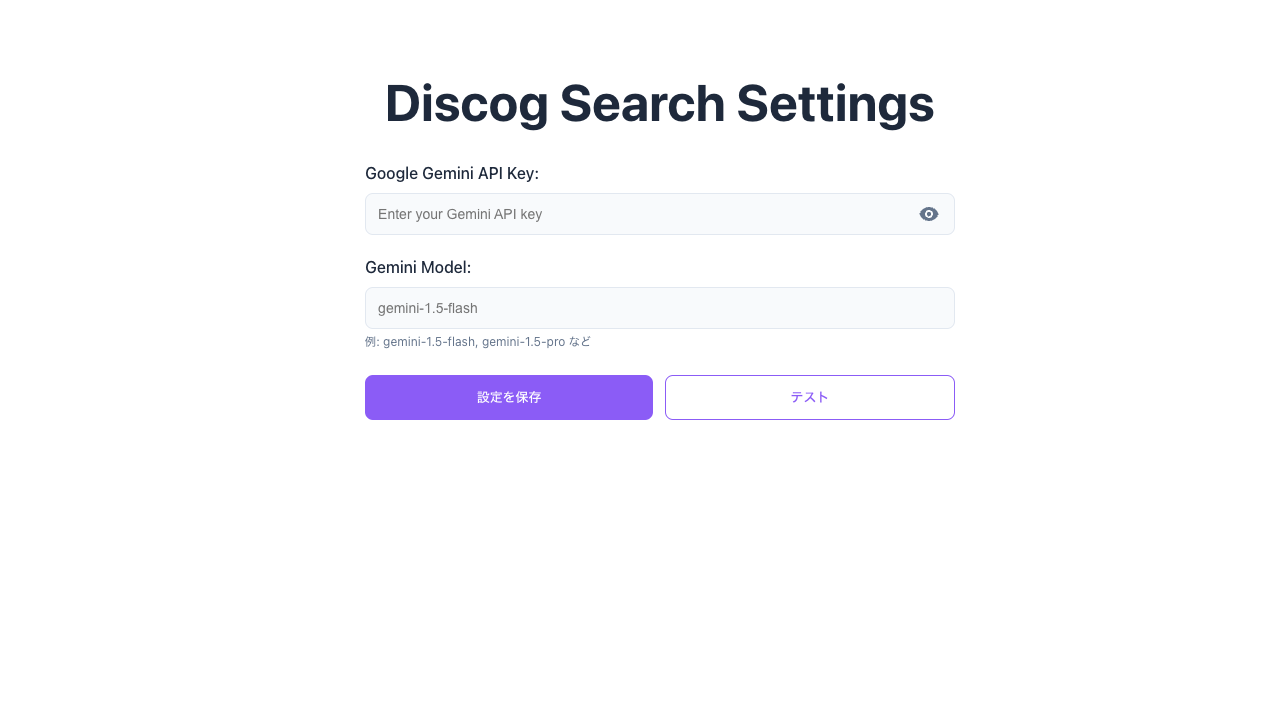 Discog Search Settings
Google Gemini API Key:
Enter your Gemini API key
Gemini Model:
gemini-1.5-flash
例: gemini-1.5-flash, gemini-1.5-pro など
設定を保存
テスト